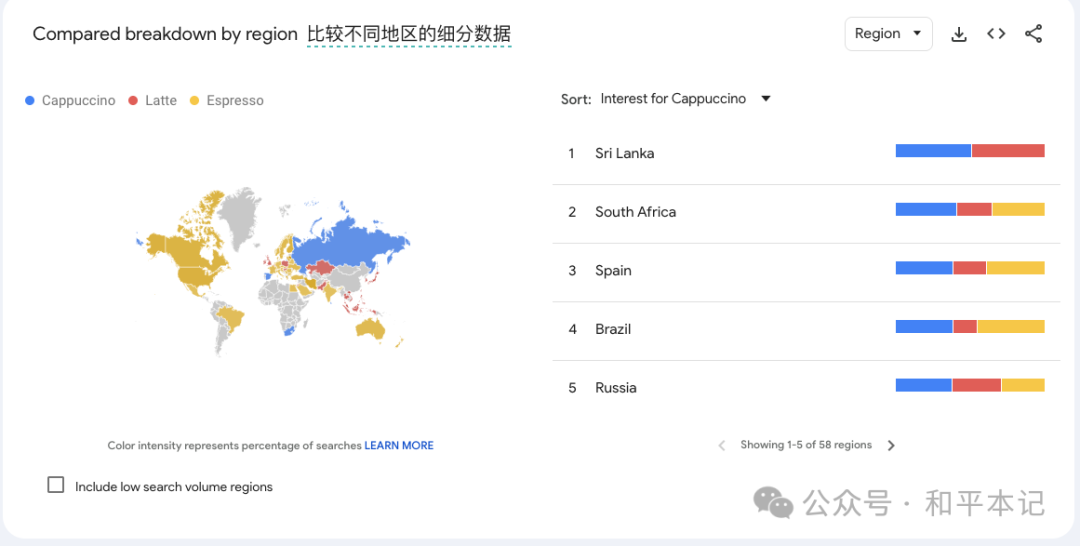 Compared breakdown by region 比较不同地区的细分数据
Region
Cappuccino Latte Espresso
Sort: Interest for Cappuccino
1 Sri Lanka
2 South Africa
3 Spain
4 Brazil
5 Russia
Color intensity represents percentage of searches LEARN MORE
Showing 1-5 of 58 regions
Include low search volume regions
公众号 · 和平本记